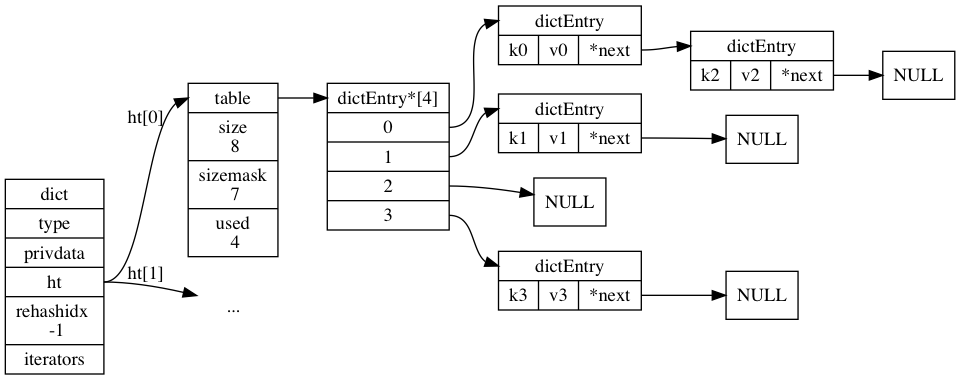 dict
type
privdata
ht
rehashidx
-1
iterators
ht[0]
ht[1]
table
size
8
sizemask
7
used
4
...
dictEntry*[4]
0
1
2
3
dictEntry
k0 v0 *next
dictEntry
k2 v2 *next
NULL
dictEntry
k1 v1 *next
NULL
NULL
dictEntry
k3 v3 *next
NULL